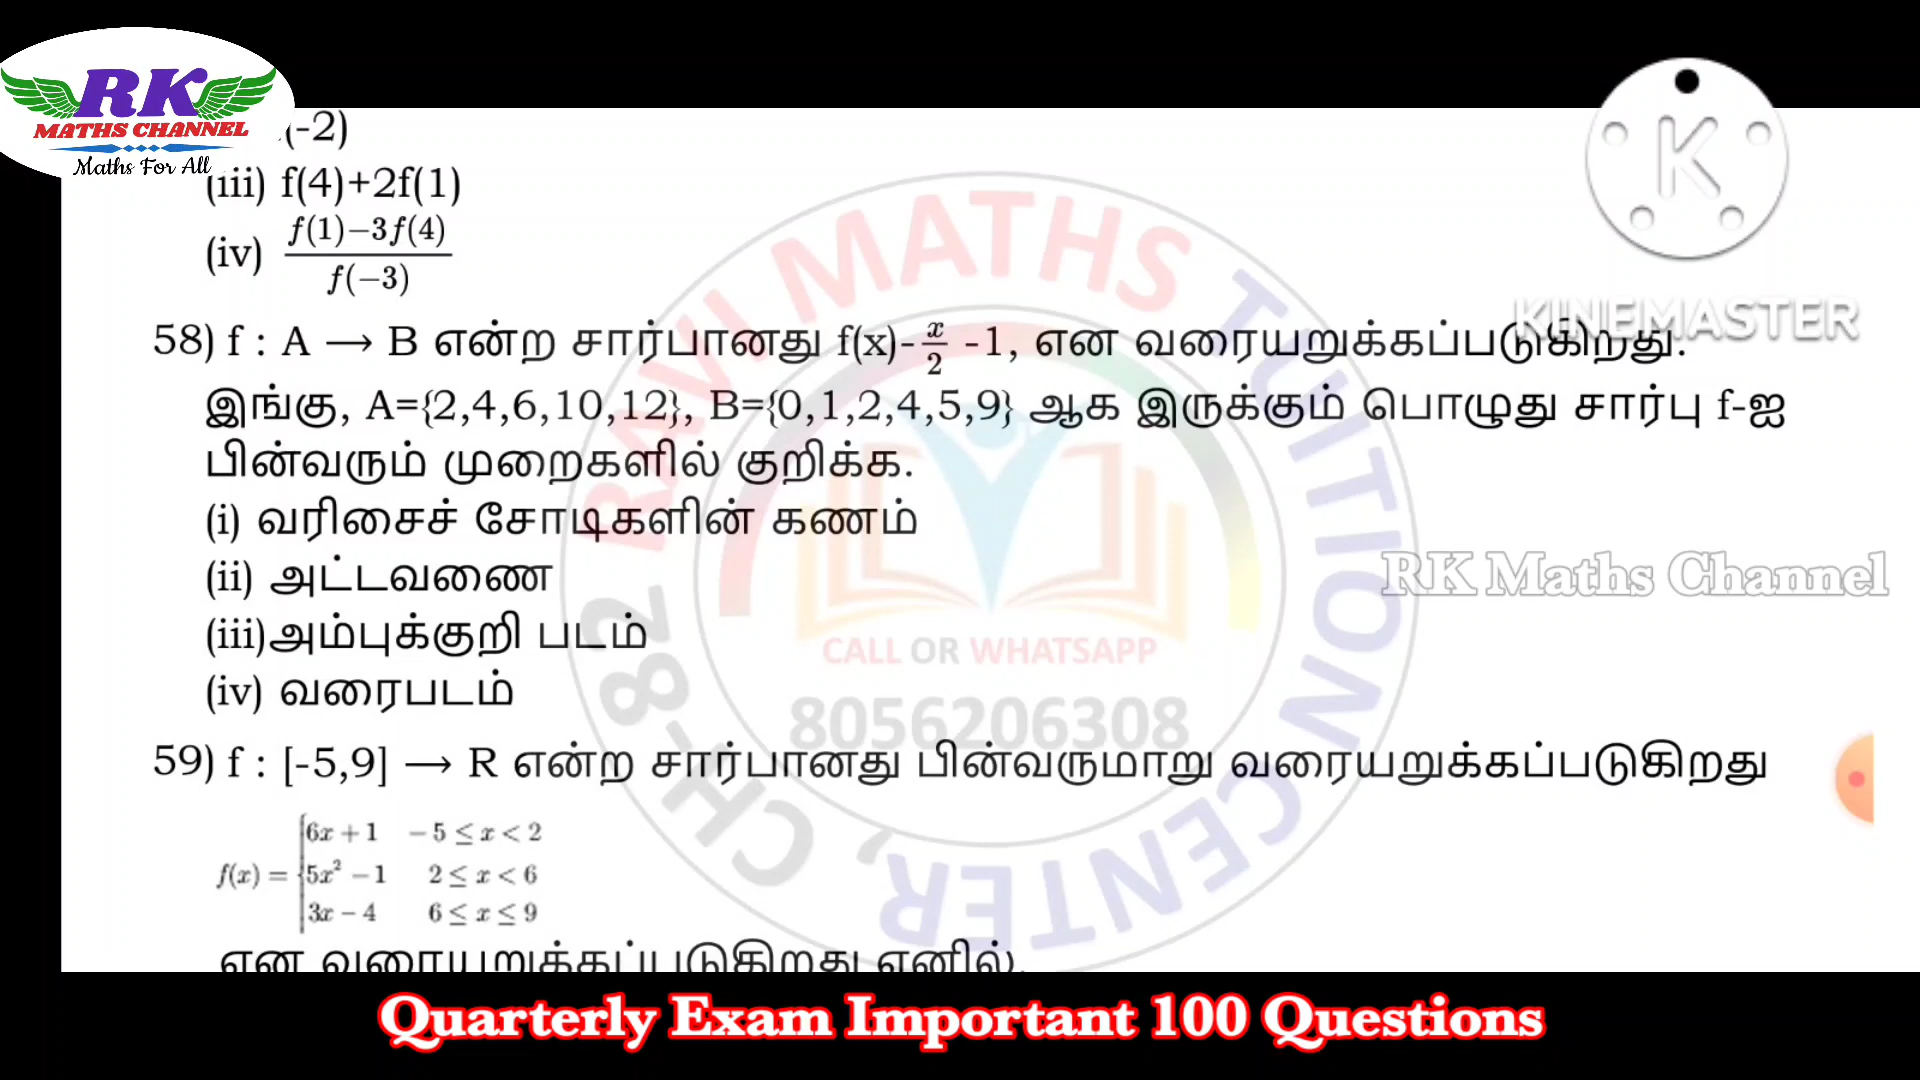 RK
MATHS CHANNEL
Maths For All
(-2)
(iii) f(4)+2f(1)
(iv) f(1)−3f(4) / f(−3)
58) f : A → B என்ற சார்பானது f(x)-x/2 -1, என வரையறுக்கப்படுகிறது.
இங்கு, A={2,4,6,10,12}, B={0,1,2,4,5,9} ஆக இருக்கும் பொழுது சார்பு f-ஐ
பின்வரும் முறைகளில் குறிக்க.
(i) வரிசைச் சோடிகளின் கணம்
(ii) அட்டவணை
(iii)அம்புக்குறி படம்
(iv) வரைபடம்
59) f : [-5,9] → R என்ற சார்பானது பின்வருமாறு வரையறுக்கப்படுகிறது
6x + 1 − 5 ≤ x < 2
f(x) = { 5x² − 1 2 ≤ x < 6
3x − 4 6 ≤ x ≤ 9
என வரையறுக்கப்படுகிறது எனில்,
K
KINEMASTER
RK Maths Channel
RAVI MATHS TUITION CENTER, CH-82
CALL OR WHATSAPP
8056206308
Quarterly Exam Important 100 Questions